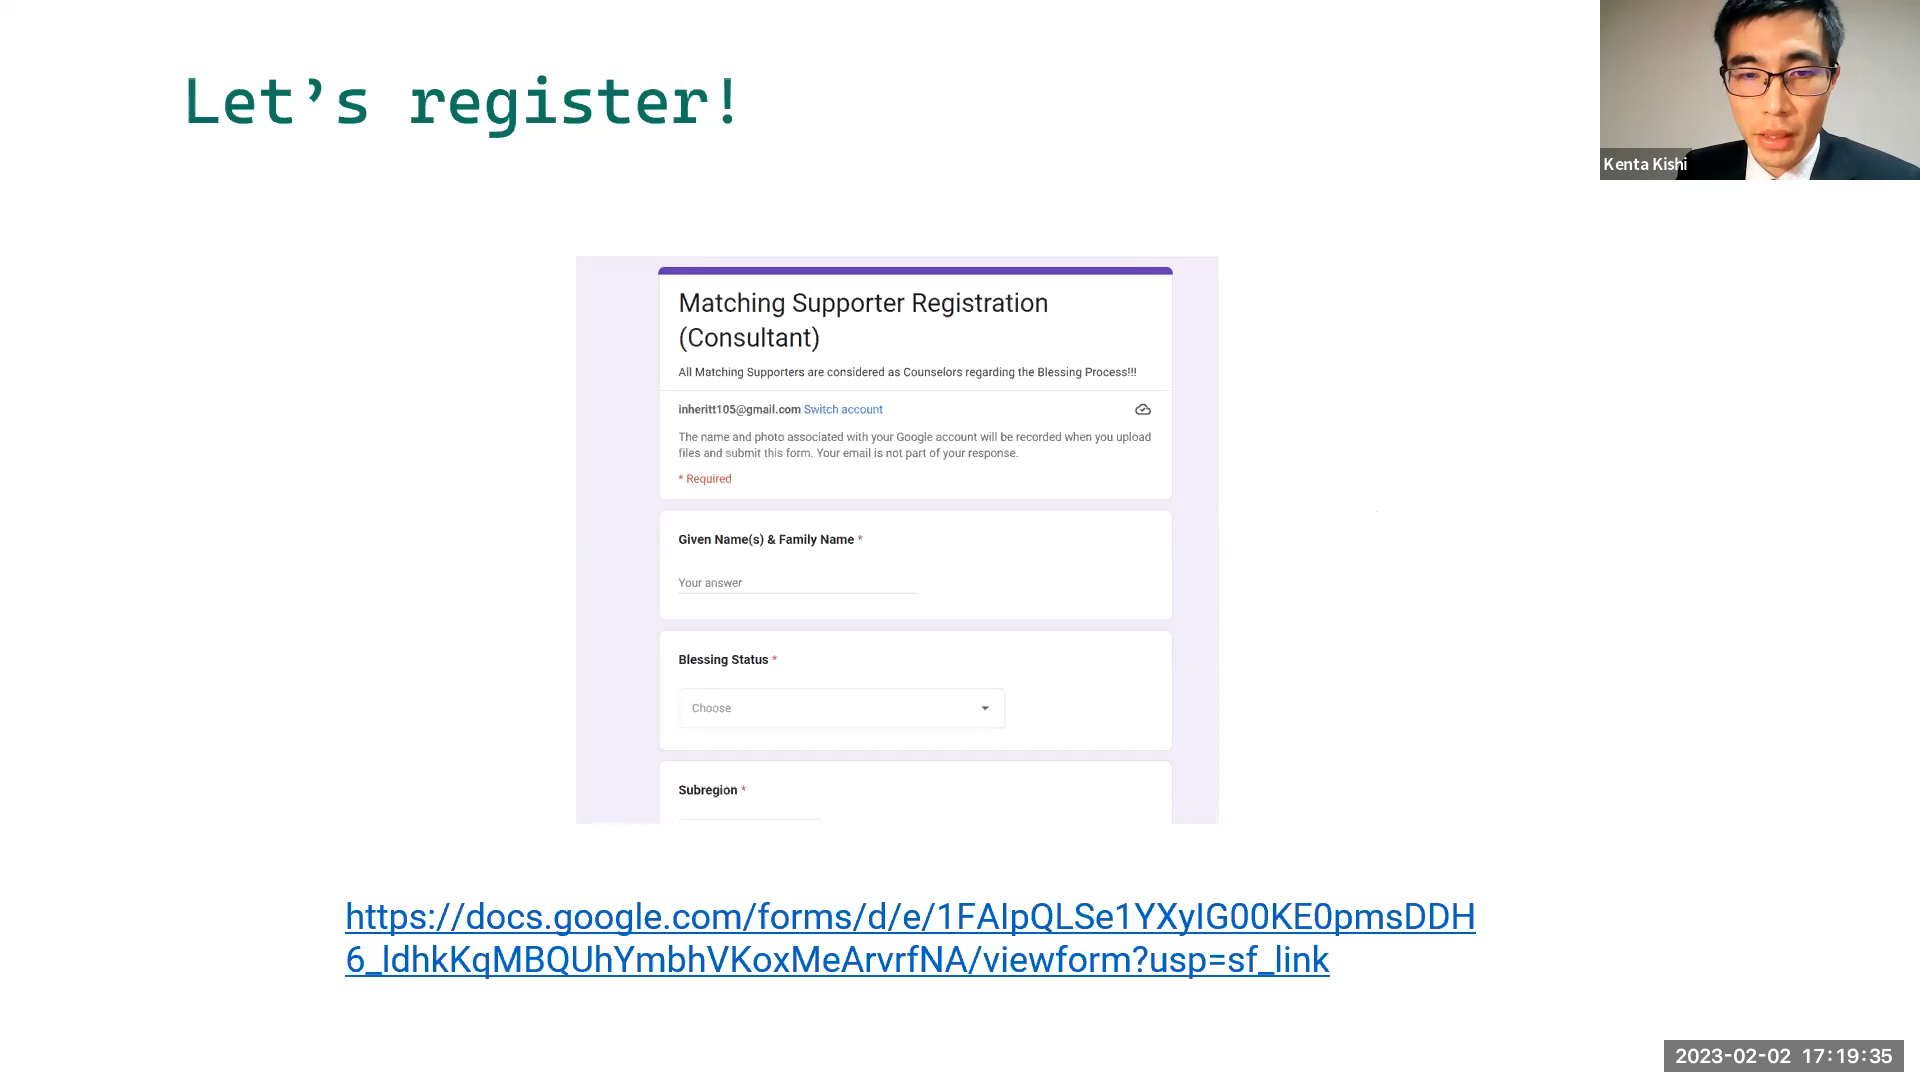 Let’s register!
Kenta Kishi
Matching Supporter Registration
(Consultant)
All Matching Supporters are considered as Counselors regarding the Blessing Process!!!
inheritt105@gmail.com Switch account
The name and photo associated with your Google account will be recorded when you upload
files and submit this form. Your email is not part of your response.
* Required
Given Name(s) & Family Name *
Your answer
Blessing Status *
Choose
Subregion *
https://docs.google.com/forms/d/e/1FAIpQLSe1YXyIG00KE0pmsDDH
6_ldhkKqMBQUhYmbhVKoxMeArvrfNA/viewform?usp=sf_link
2023-02-02 17:19:35